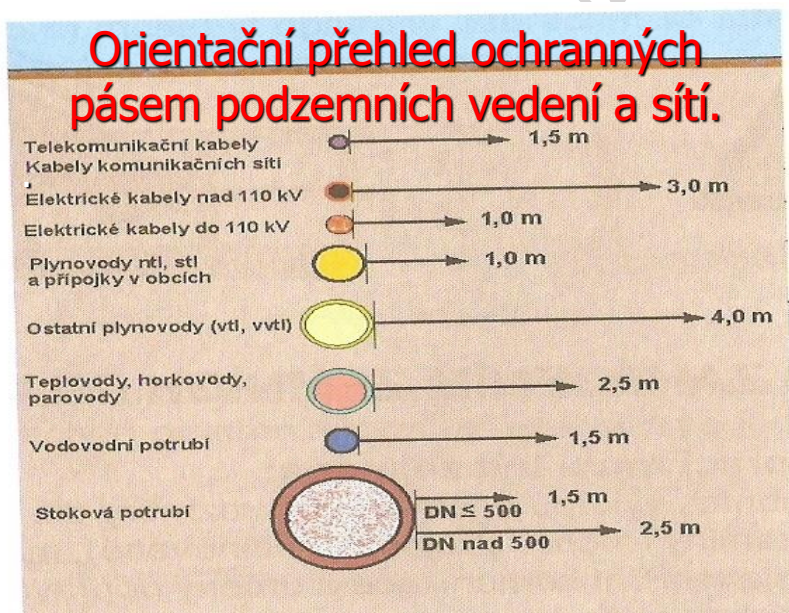 Orientační přehled ochranných
pásem podzemních vedení a sítí.
Telekomunikační kabely
Kabely komunikačních síti
1,5 m
Elektrické kabely nad 110 kV
3,0 m
Elektrické kabely do 110 kV
1,0 m
Plynovody ntl, stl
a přípojky v obcích
1,0 m
Ostatní plynovody (vtl, vvtl)
4,0 m
Teplovody, horkovody,
parovody
2,5 m
Vodovodní potrubí
1,5 m
Stoková potrubí
DN ≤ 500
1,5 m
DN nad 500
2,5 m